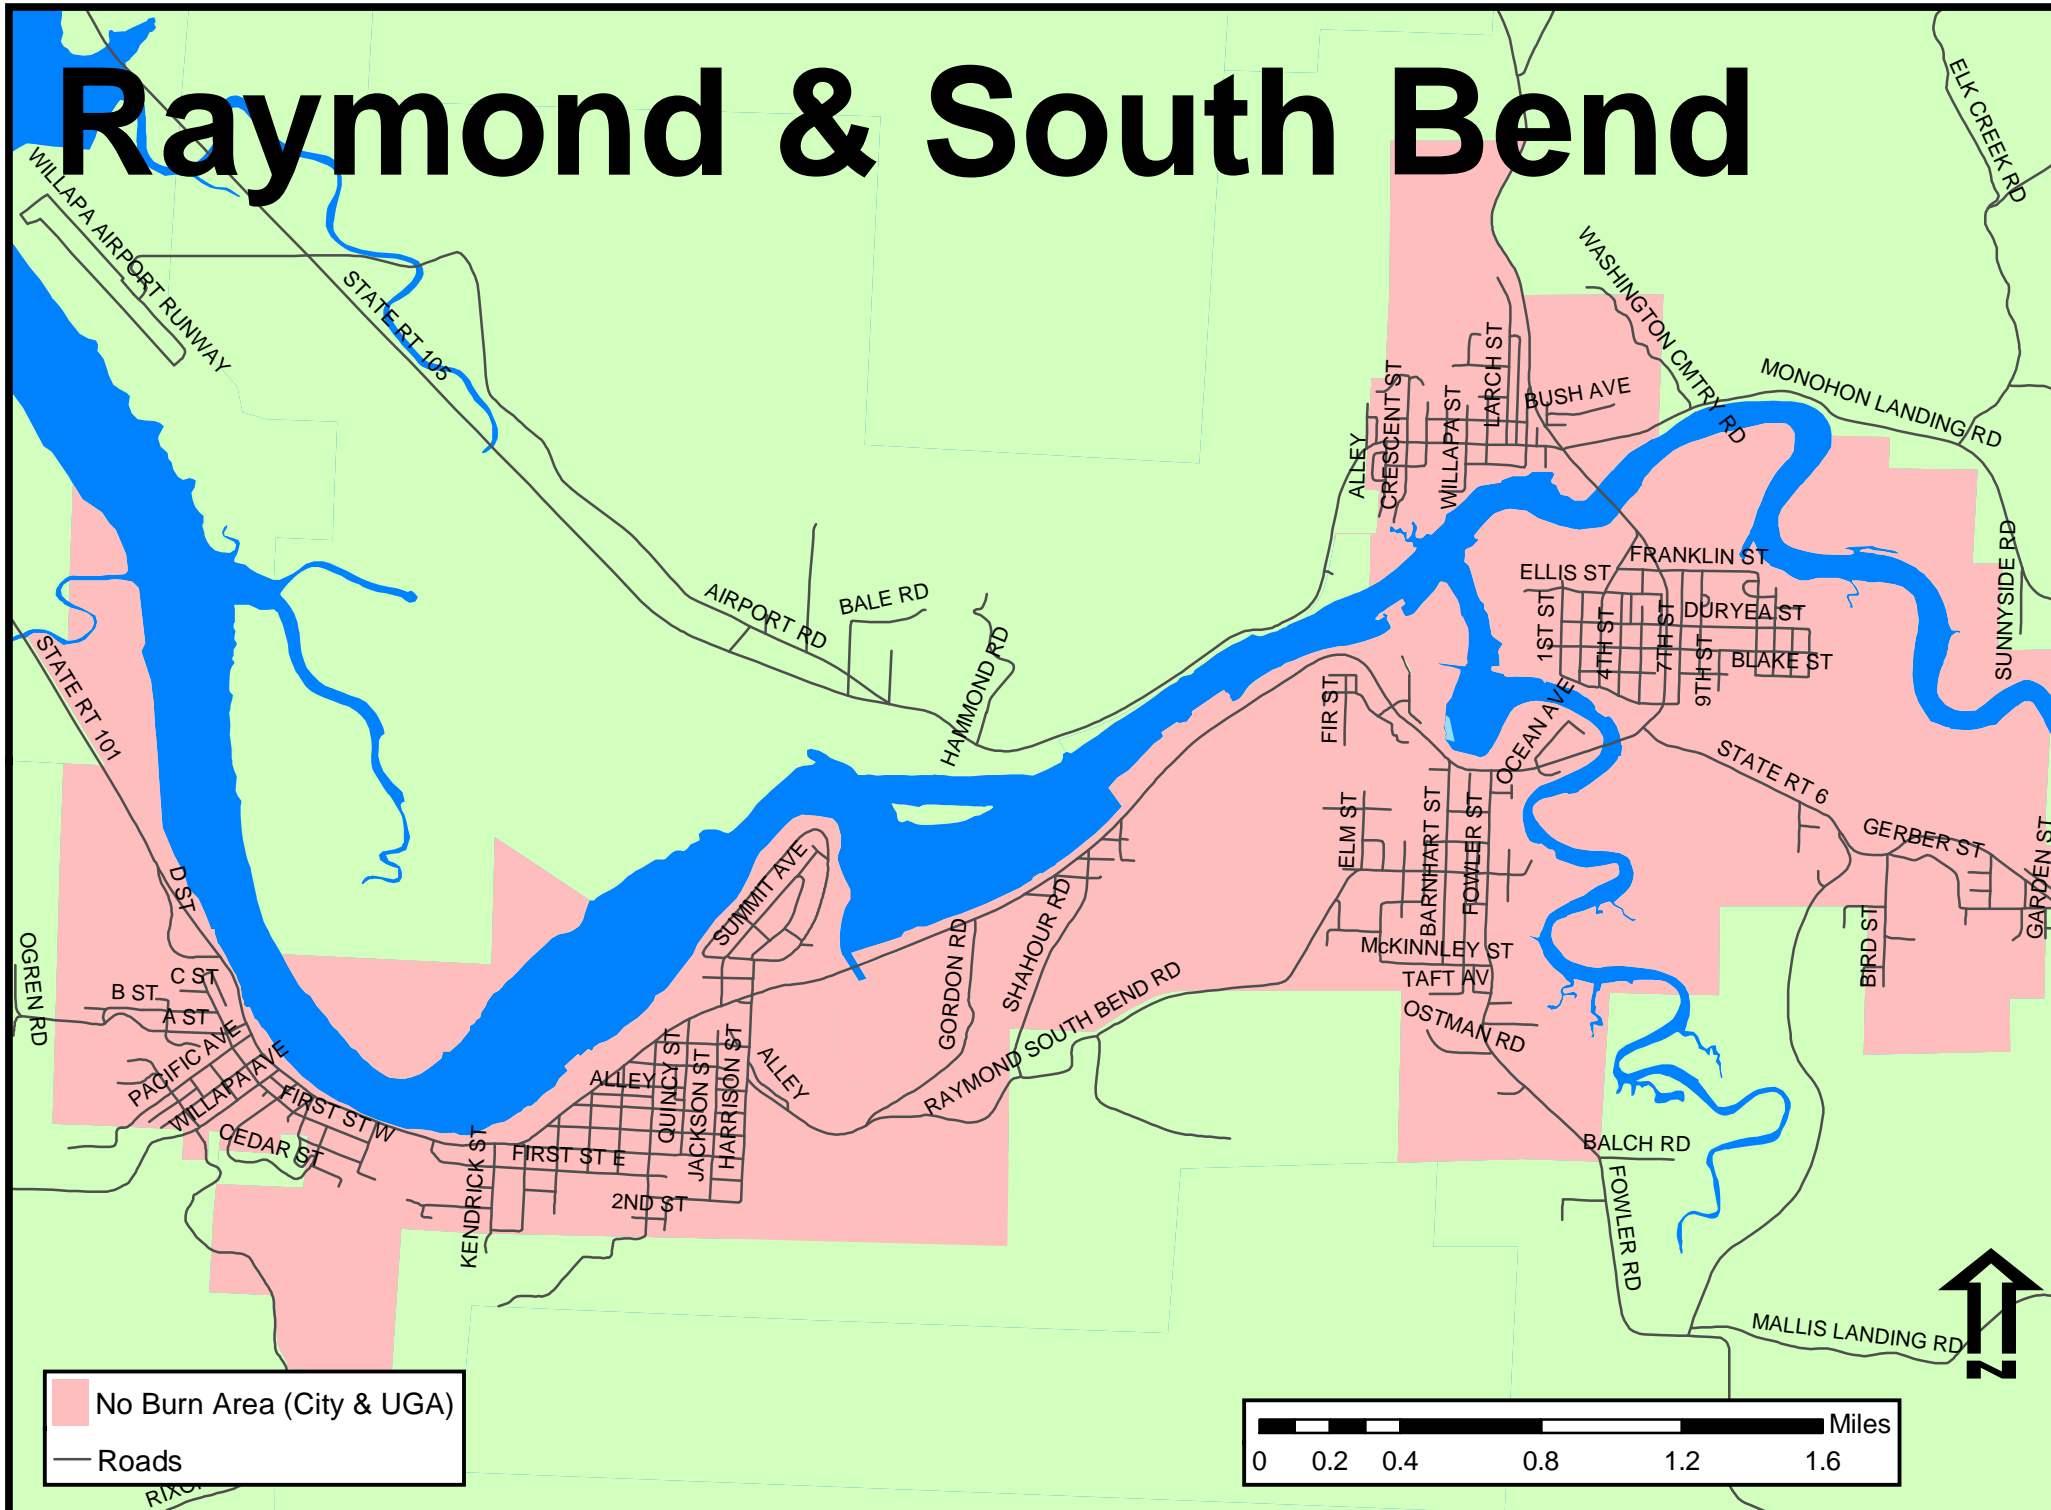 Raymond & South Bend
ELK CREEK RD
WILLAPA AIRPORT RUNWAY
STATE RT 105
WASHINGTON CMTRY RD
MONOHON LANDING RD
LARCH ST
BUSH AVE
CRESCENT ST
WILLAPA ST
ALLEY
SUNNYSIDE RD
FRANKLIN ST
ELLIS ST
DURYEA ST
1ST ST
4TH ST
7TH ST
9TH ST
BLAKE ST
AIRPORT RD
BALE RD
HAMMOND RD
STATE RT 101
FIR ST
OCEAN AVE
STATE RT 6
GERBER ST
GARDEN ST
BIRD ST
ELM ST
BARNHART ST
FOWLER ST
SUMMIT AVE
D ST
OGREN RD
C ST
B ST
A ST
PACIFIC AVE
WILLAPA AVE
FIRST ST W
CEDAR ST
GORDON RD
SHAHOUR RD
RAYMOND SOUTH BEND RD
McKINNLEY ST
TAFT AV
OSTMAN RD
ALLEY
QUINCY ST
JACKSON ST
HARRISON ST
ALLEY
KENDRICK ST
FIRST ST E
2ND ST
BALCH RD
FOWLER RD
MALLIS LANDING RD
N
No Burn Area (City & UGA)
Roads
Miles
0 0.2 0.4 0.8 1.2 1.6